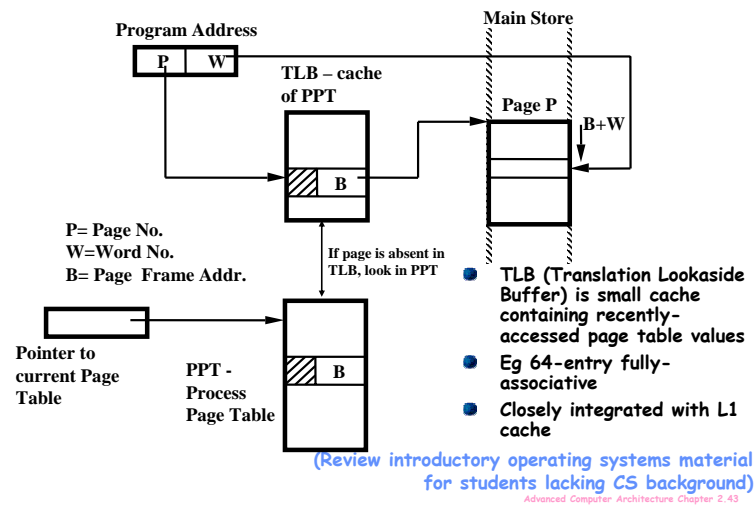 Main Store
Program Address
P
W
TLB – cache
of PPT
Page P
B+W
B
P= Page No.
W=Word No.
B= Page Frame Addr.
If page is absent in
TLB, look in PPT
Pointer to
current Page
Table
PPT -
Process
Page Table
B
TLB (Translation Lookaside
Buffer) is small cache
containing recently-
accessed page table values
Eg 64-entry fully-
associative
Closely integrated with L1
cache
(Review introductory operating systems material
for students lacking CS background)
Advanced Computer Architecture Chapter 2.43